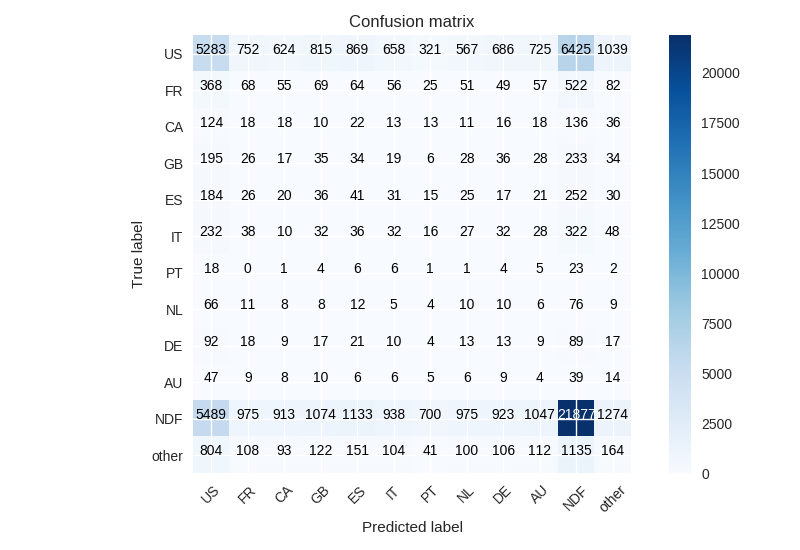 Confusion matrix
US 5283 752 624 815 869 658 321 567 686 725 6425 1039
FR 368 68 55 69 64 56 25 51 49 57 522 82
CA 124 18 18 10 22 13 13 11 16 18 136 36
GB 195 26 17 35 34 19 6 28 36 28 233 34
ES 184 26 20 36 41 31 15 25 17 21 252 30
IT 232 38 10 32 36 32 16 27 32 28 322 48
PT 18 0 1 4 6 6 1 1 4 5 23 2
NL 66 11 8 8 12 5 4 10 10 6 76 9
DE 92 18 9 17 21 10 4 13 13 9 89 17
AU 47 9 8 10 6 6 5 6 9 4 39 14
NDF 5489 975 913 1074 1133 938 700 975 923 1047 21877 1274
other 804 108 93 122 151 104 41 100 106 112 1135 164
US FR CA GB ES IT PT NL DE AU NDF other
Predicted label
True label
20000
17500
15000
12500
10000
7500
5000
2500
0